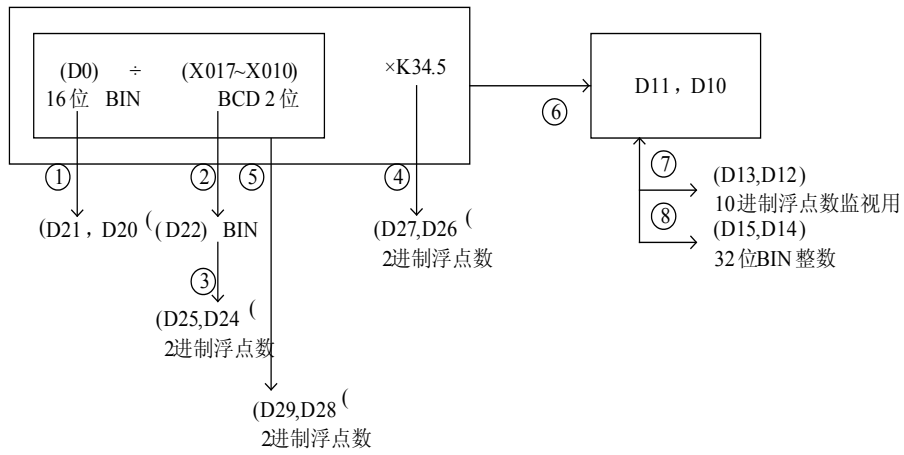 (D0) ÷ (X017~X010) ×K34.5
16位 BIN BCD 2位
D11，D10
⑥
① ② ⑤ ④ ⑦
(D13,D12)
10进制浮点数监视用
⑧
(D15,D14)
32位BIN 整数
(D21，D20 ( (D22) BIN
(D27,D26 (
2进制浮点数
③
(D25,D24 (
2进制浮点数
(D29,D28 (
2进制浮点数